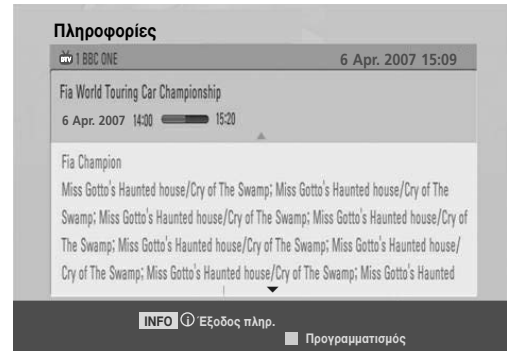 Πληροφορίες
DTV 1 BBC ONE 6 Apr. 2007 15:09
Fia World Touring Car Championship
6 Apr. 2007 14:00 15:20
Fia Champion
Miss Gotto's Haunted house/Cry of The Swamp; Miss Gotto's Haunted house/Cry of The
Swamp; Miss Gotto's Haunted house/Cry of The Swamp; Miss Gotto's Haunted house/Cry of
The Swamp; Miss Gotto's Haunted house/Cry of The Swamp; Miss Gotto's Haunted house/
Cry of The Swamp; Miss Gotto's Haunted house/Cry of The Swamp; Miss Gotto's Haunted
INFO i Έξοδος πληρ.
Προγραμματισμός